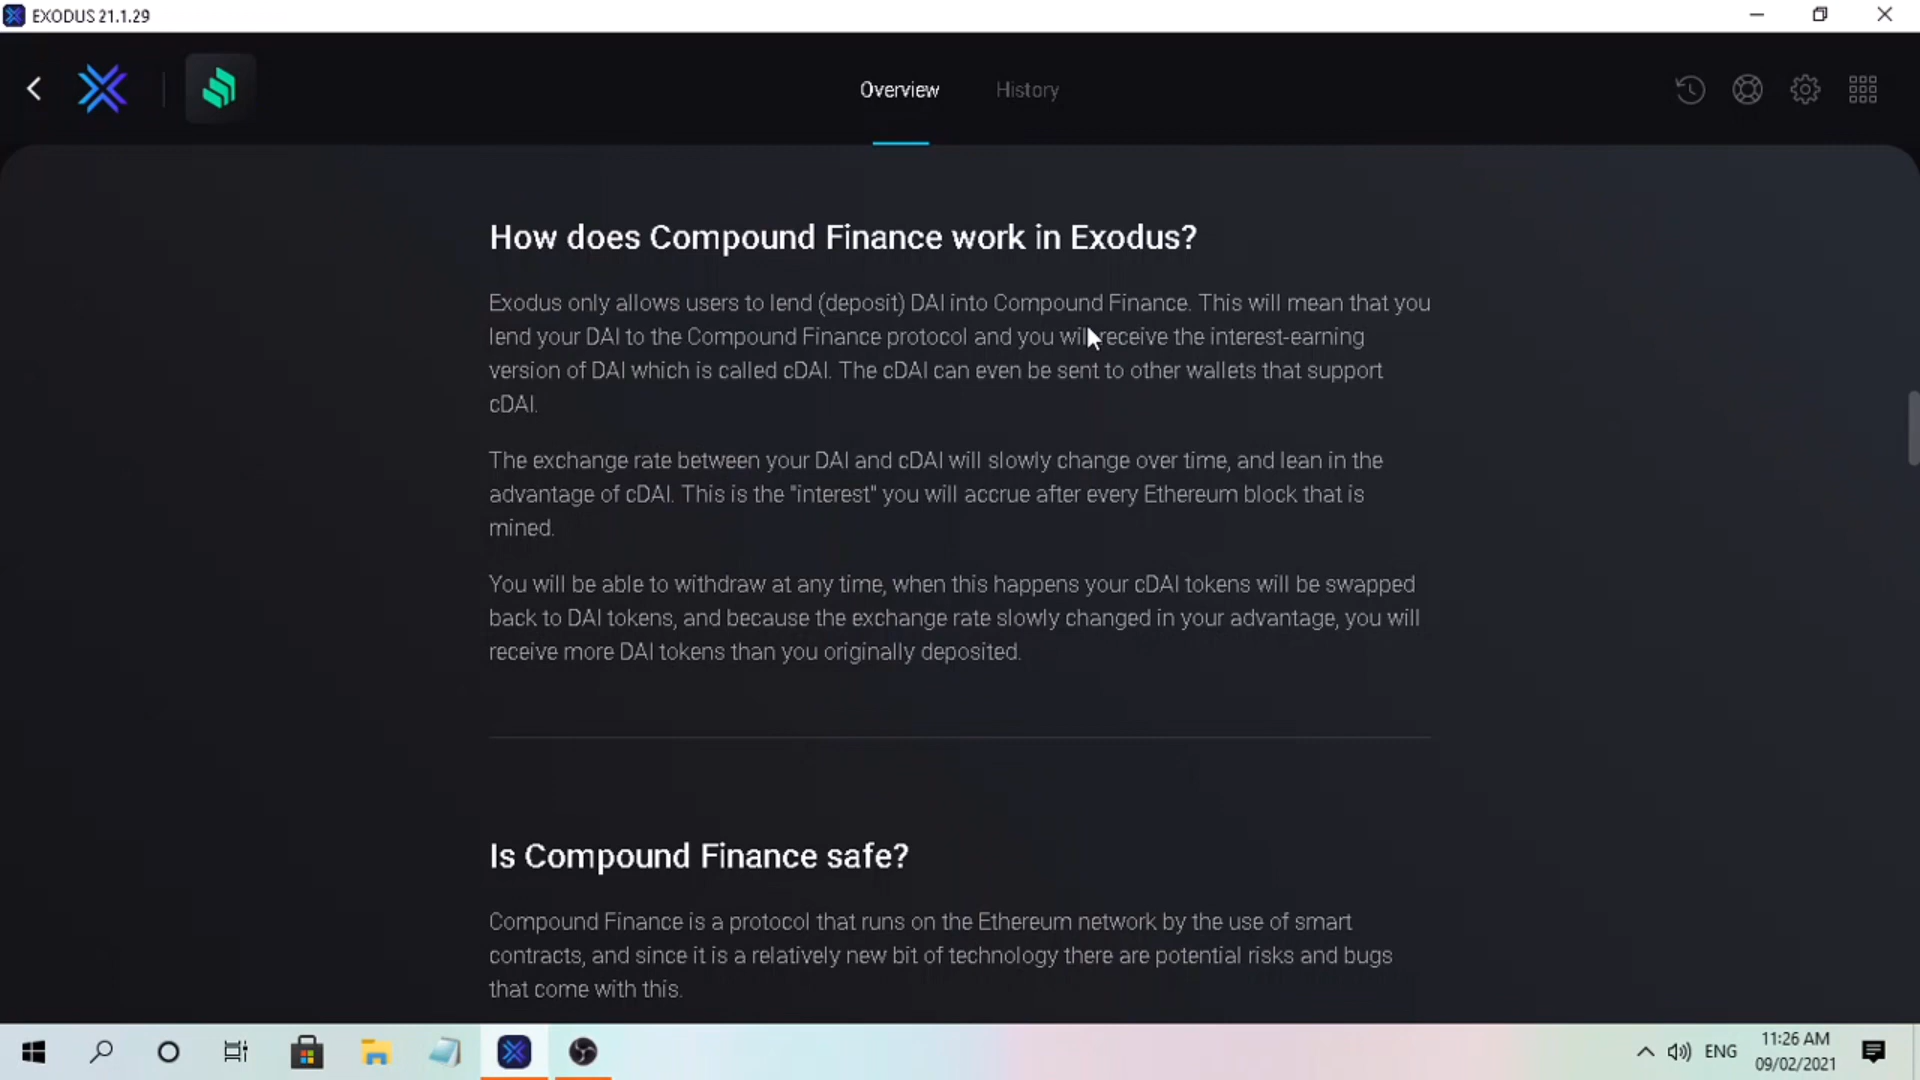 EXODUS 21.1.29
Overview
History
How does Compound Finance work in Exodus?
Exodus only allows users to lend (deposit) DAI into Compound Finance. This will mean that you
lend your DAI to the Compound Finance protocol and you will receive the interest-earning
version of DAI which is called cDAI. The cDAI can even be sent to other wallets that support
cDAI.
The exchange rate between your DAI and cDAI will slowly change over time, and lean in the
advantage of cDAI. This is the "interest" you will accrue after every Ethereum block that is
mined.
You will be able to withdraw at any time, when this happens your cDAI tokens will be swapped
back to DAI tokens, and because the exchange rate slowly changed in your advantage, you will
receive more DAI tokens than you originally deposited.
Is Compound Finance safe?
Compound Finance is a protocol that runs on the Ethereum network by the use of smart
contracts, and since it is a relatively new bit of technology there are potential risks and bugs
that come with this.
ENG
11:26 AM
09/02/2021